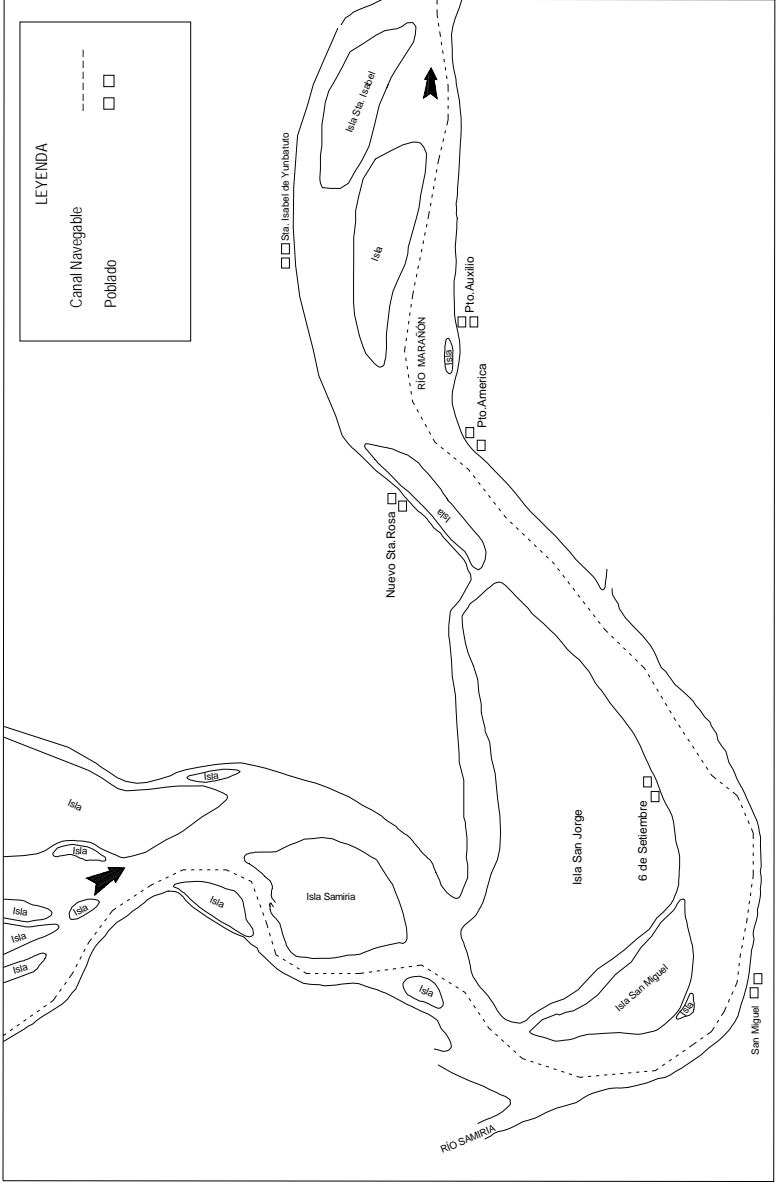 LEYENDA
Canal Navegable
Poblado
Isla Sta. Isabel
Sta. Isabel de Yunbatuto
Isla
RÍO MARAÑÓN
Isla
Pto.Auxilio
Pto.America
Nuevo Sta.Rosa
Isla
Isla
Isla
Isla
Isla
Isla
Isla
Isla
Isla
Isla Samiria
Isla San Jorge
6 de Setiembre
Isla
Isla San Miguel
Isla
San Miguel
RÍO SAMIRIA